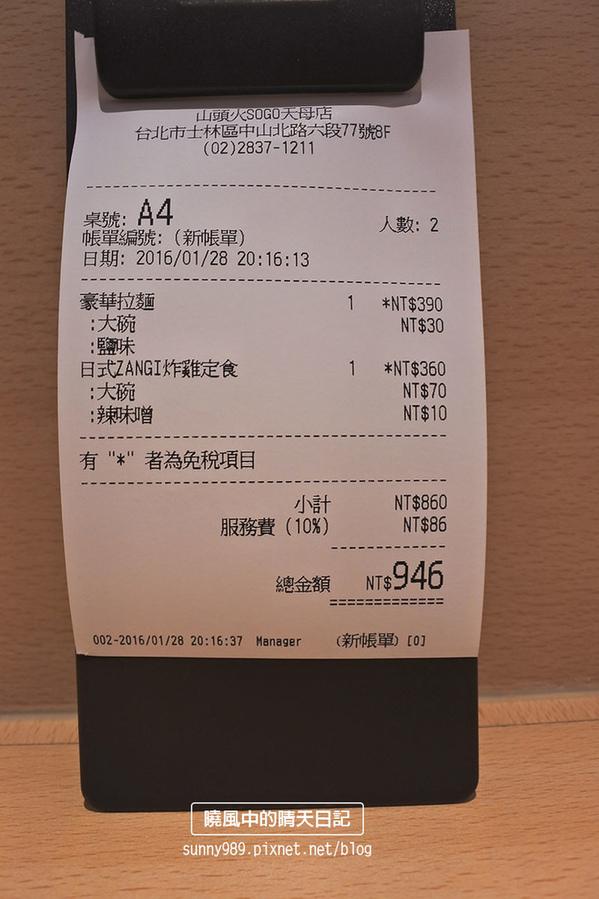 山頭火SOGO天母店
台北市士林區中山北路六段77號8F
(02)2837-1211
桌號: A4 人數: 2
帳單編號: (新帳單)
日期: 2016/01/28 20:16:13
豪華拉麵 1 *NT$390
:大碗 NT$30
:鹽味
日式ZANGI炸雞定食 1 *NT$360
:大碗 NT$70
:辣味噌 NT$10
有 "*" 者為免稅項目
小計 NT$860
服務費 (10%) NT$86
總金額 NT$946
002-2016/01/28 20:16:37 Manager (新帳單) [0]
曉風中的晴天日記
sunny989.pixnet.net/blog